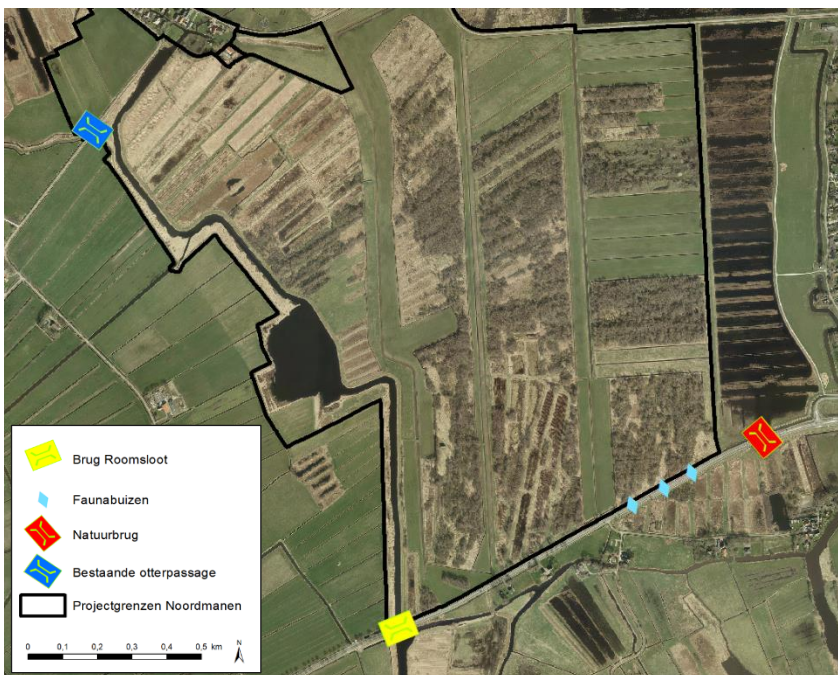 Brug Roomsloot
Faunabuizen
Natuurbrug
Bestaande otterpassage
Projectgrenzen Noordmanen
0 0,1 0,2 0,3 0,4 0,5 km
N